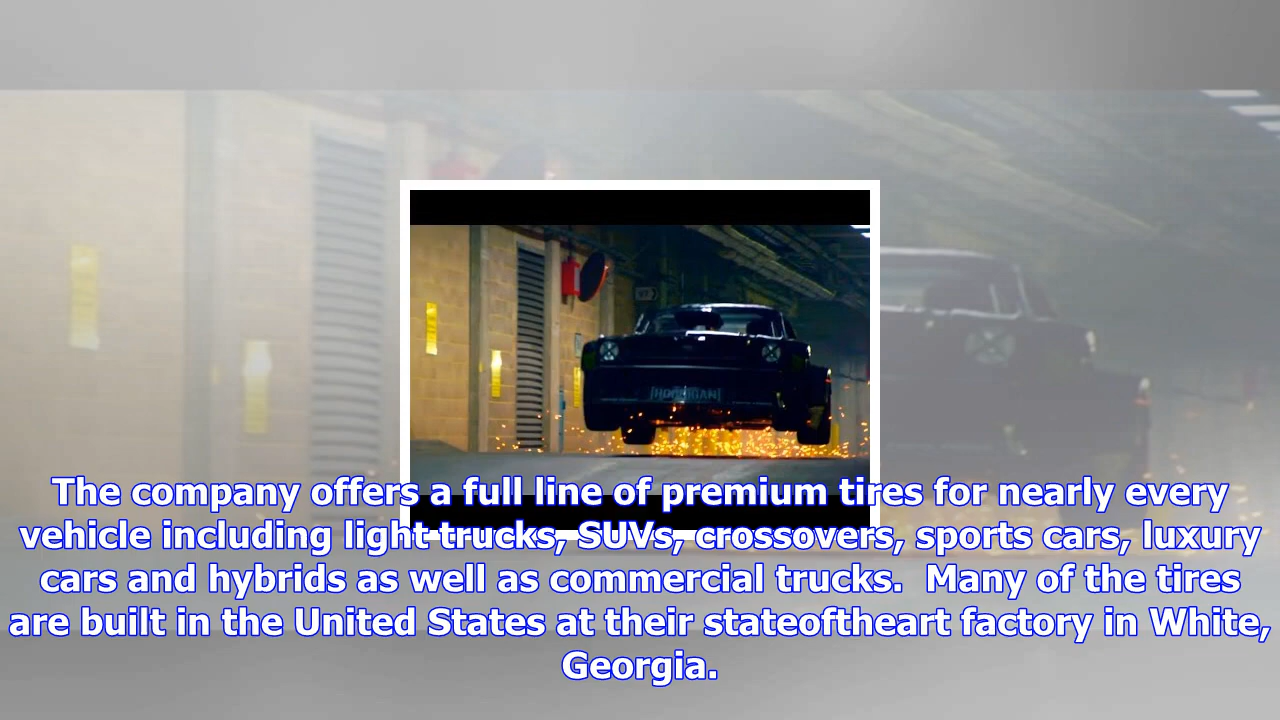 [HOONIGAN]
The company offers a full line of premium tires for nearly every
vehicle including light trucks, SUVs, crossovers, sports cars, luxury
cars and hybrids as well as commercial trucks.  Many of the tires
are built in the United States at their stateoftheart factory in White,
Georgia.